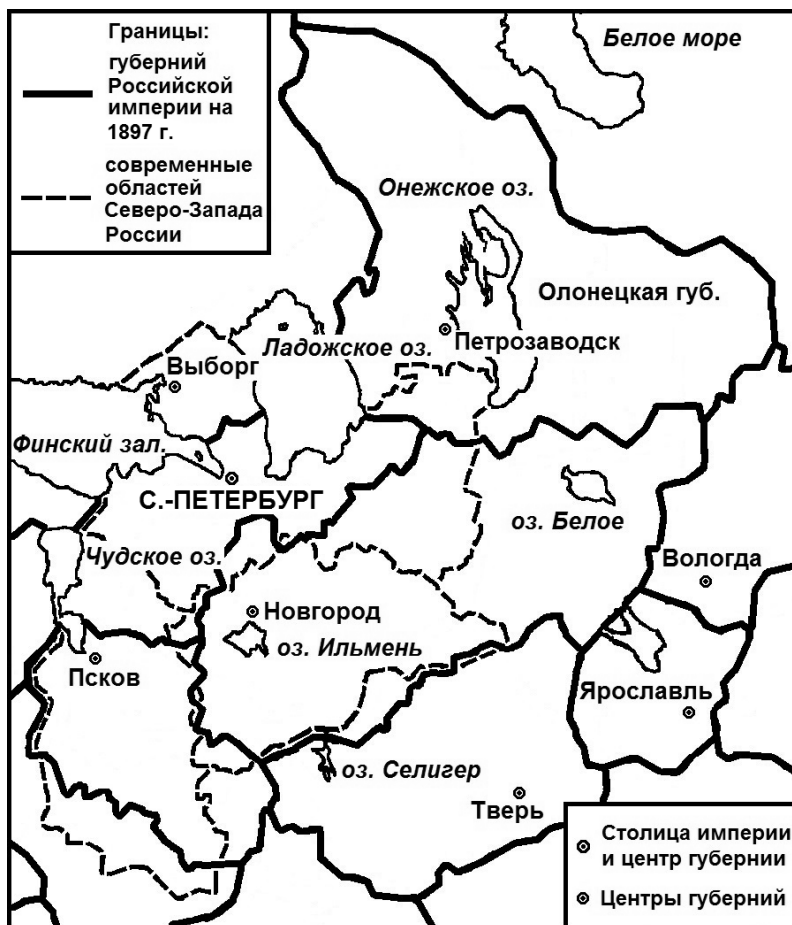 Границы:
губерний
Российской
империи на
1897 г.
современные
областей
Северо-Запада
России
Белое море
Онежское оз.
Олонецкая губ.
Петрозаводск
Ладожское оз.
Выборг
Финский зал.
С.-ПЕТЕРБУРГ
оз. Белое
Чудское оз.
Вологда
Новгород
оз. Ильмень
Псков
Ярославль
оз. Селигер
Тверь
Столица империи
и центр губернии
Центры губерний